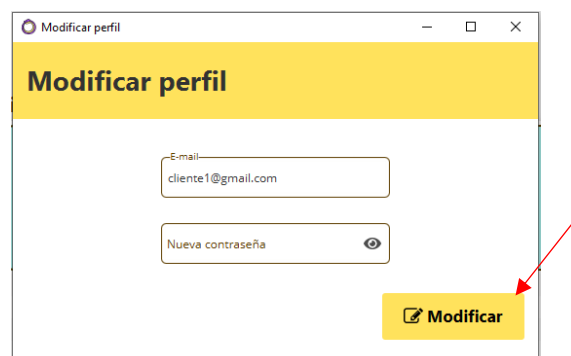 Modificar perfil
Modificar perfil
E-mail
cliente1@gmail.com
Nueva contraseña
Modificar